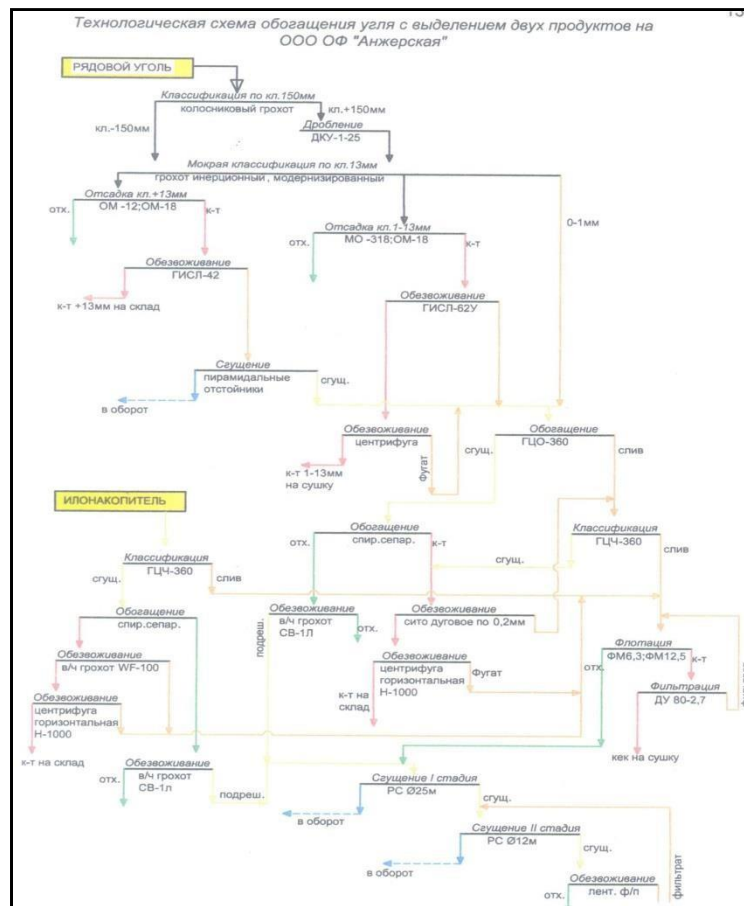 13
Технологическая схема обогащения угля с выделением двух продуктов на
ООО ОФ "Анжерская"
РЯДОВОЙ УГОЛЬ
Классификация по кл.150мм
колосниковый грохот
кл.+150мм
кл.-150мм
Дробление
ДКУ-1-25
Мокрая классификация по кл.13мм
грохот инерционный , модернизированный
Отсадка кл.+13мм
ОМ -12;ОМ-18
отх.
к-т
Отсадка кл.1-13мм
МО -318;ОМ-18
отх.
к-т
0-1мм
Обезвоживание
ГИСЛ-42
к-т +13мм на склад
Обезвоживание
ГИСЛ-62У
Сгущение
пирамидальные
отстойники
сгущ.
в оборот
Обезвоживание
центрифуга
к-т 1-13мм
на сушку
Фугат
сгущ.
Обогащение
ГЦО-360
слив
ИЛОНАКОПИТЕЛЬ
Классификация
ГЦЧ-360
сгущ.
слив
Обогащение
спир.сепар.
отх.
к-т
Классификация
ГЦЧ-360
сгущ.
слив
Обогащение
спир.сепар.
Обезвоживание
в/ч грохот
СВ-1Л
отх.
подреш.
Обезвоживание
сито дуговое по 0,2мм
Обезвоживание
в/ч грохот WF-100
Обезвоживание
центрифуга
горизонтальная
Н-1000
Фугат
к-т на
склад
Флотация
ФМ6,3;ФМ12,5
отх.
к-т
Фильтрация
ДУ 80-2,7
кек на сушку
Обезвоживание
центрифуга
горизонтальная
Н-1000
к-т на склад
Обезвоживание
в/ч грохот
СВ-1л
отх.
подреш.
Сгущение I стадия
РС Ø25м
сгущ.
в оборот
Сгущение II стадия
РС Ø12м
сгущ.
в оборот
фильтрат
Обезвоживание
лент. ф/п
отх.